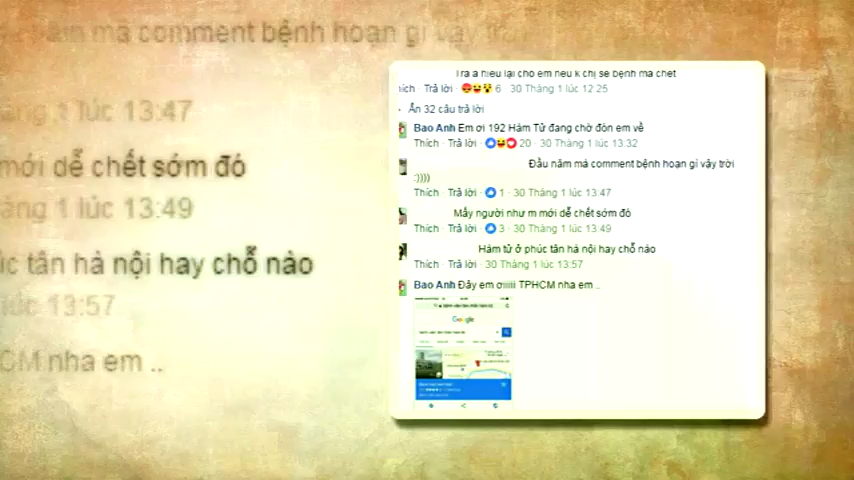 ầu năm mà comment bệnh hoạn gì vậy trời
áng 1 lúc 13:47
mới dễ chết sớm đó
áng 1 lúc 13:49
úc tân hà nội hay chỗ nào
lúc 13:57
CM nha em ..
Trả a hiếu lại cho em nếu k chị sẽ bệnh mà chết
hích · Trả lời · 6 · 30 Tháng 1 lúc 12:25
Ẩn 32 câu trả lời
Bao Anh Em ơi 192 Hàm Tử đang chờ đón em về
Thích · Trả lời · 20 · 30 Tháng 1 lúc 13:32
Đầu năm mà comment bệnh hoạn gì vậy trời
:))))
Thích · Trả lời · 1 · 30 Tháng 1 lúc 13:47
Mấy người như m mới dễ chết sớm đó
Thích · Trả lời · 3 · 30 Tháng 1 lúc 13:49
Hàm tử ở phúc tân hà nội hay chỗ nào
Thích · Trả lời · 30 Tháng 1 lúc 13:57
Bao Anh Đây em ơiiiii TPHCM nha em ..
Google